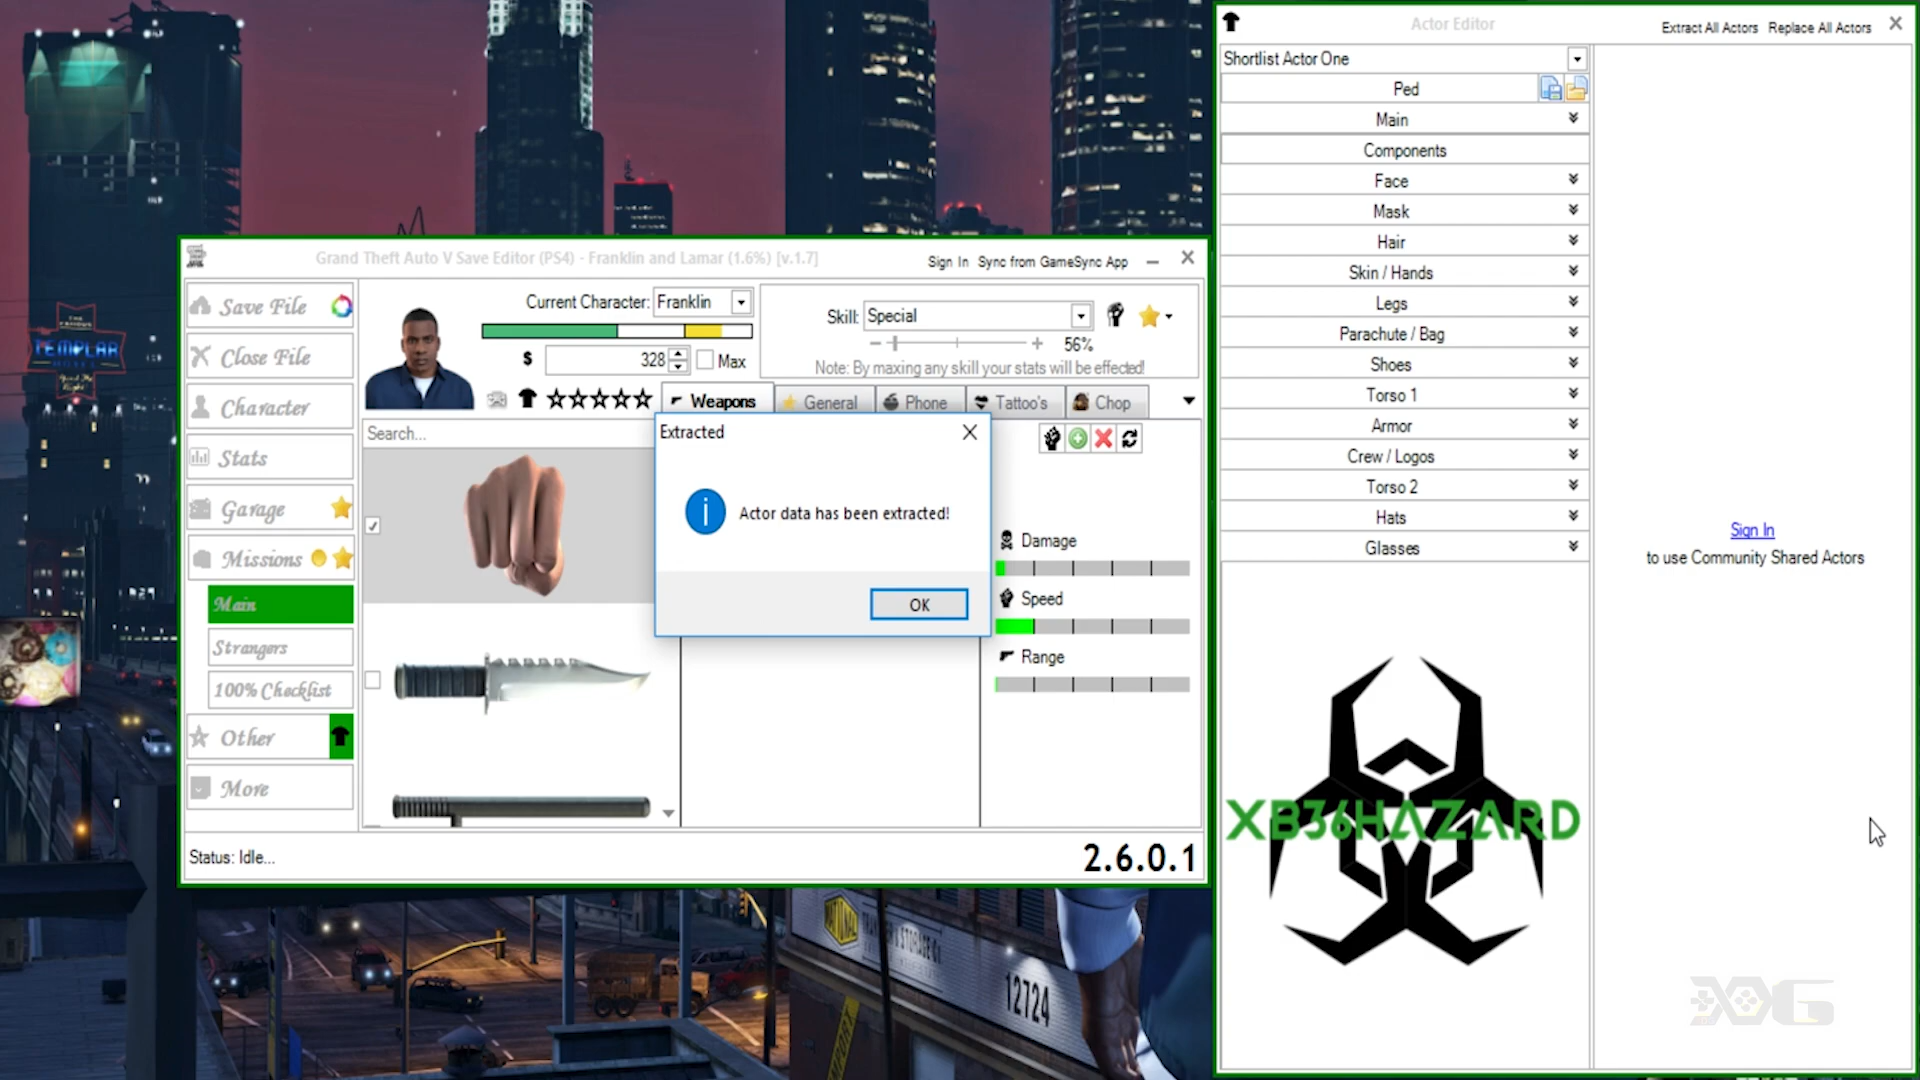 Grand Theft Auto V Save Editor (PS4) - Franklin and Lamar (1.6%) [v.1.7]
Sign In Sync from GameSync App
Save File
Close File
Character
Stats
Garage
Missions
Main
Strangers
100% Checklist
Other
More
Current Character: Franklin
$ 328 Max
Skill: Special
56%
Note: By maxing any skill your stats will be effected!
Weapons General Phone Tattoo's Chop
Search...
Extracted
Actor data has been extracted!
OK
Damage
Speed
Range
Status: Idle...
2.6.0.1
Actor Editor
Extract All Actors Replace All Actors
Shortlist Actor One
Ped
Main
Components
Face
Mask
Hair
Skin / Hands
Legs
Parachute / Bag
Shoes
Torso 1
Armor
Crew / Logos
Torso 2
Hats
Glasses
XB36HAZARD
Sign In
to use Community Shared Actors
TEMPLAR
NATIONAL
12724